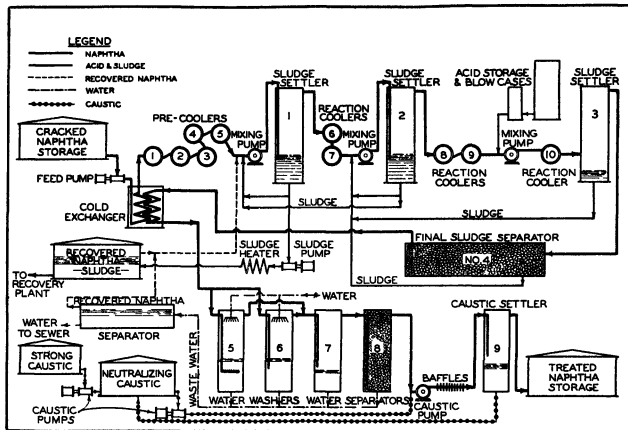 LEGEND
NAPHTHA
ACID & SLUDGE
RECOVERED NAPHTHA
WATER
CAUSTIC
SLUDGE SETTLER
1
SLUDGE SETTLER
2
ACID STORAGE & BLOW CASES
SLUDGE SETTLER
3
PRE-COOLERS
1
2
3
4
5
MIXING PUMP
REACTION COOLERS
6
7
MIXING PUMP
8
9
REACTION COOLERS
MIXING PUMP
10
REACTION COOLER
CRACKED NAPHTHA STORAGE
FEED PUMP
COLD EXCHANGER
SLUDGE
SLUDGE
FINAL SLUDGE SEPARATOR
NO.4
SLUDGE
RECOVERED NAPHTHA
SLUDGE
TO RECOVERY PLANT
SLUDGE HEATER
SLUDGE PUMP
RECOVERED NAPHTHA
WATER TO SEWER
SEPARATOR
WASTE WATER
WATER
5
6
7
8
WATER
WASHERS
WATER
SEPARATORS
CAUSTIC SETTLER
9
BAFFLES
CAUSTIC PUMP
TREATED NAPHTHA STORAGE
STRONG CAUSTIC
NEUTRALIZING CAUSTIC
CAUSTIC PUMPS